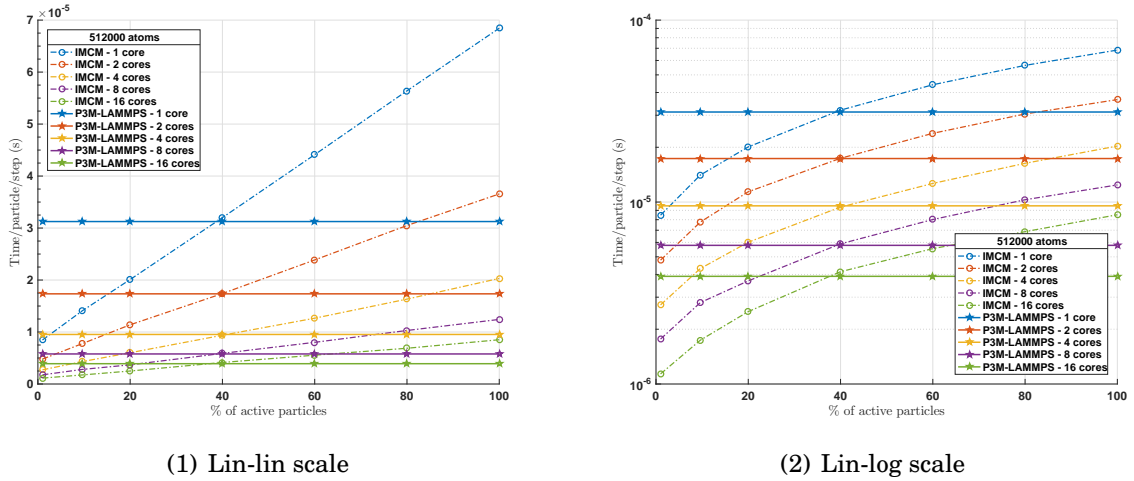 7
×10-5
6
5
4
3
2
1
0
Time/particle/step (s)
512000 atoms
IMCM - 1 core
IMCM - 2 cores
IMCM - 4 cores
IMCM - 8 cores
IMCM - 16 cores
P3M-LAMMPS - 1 core
P3M-LAMMPS - 2 cores
P3M-LAMMPS - 4 cores
P3M-LAMMPS - 8 cores
P3M-LAMMPS - 16 cores
0 20 40 60 80 100
% of active particles
(1) Lin-lin scale
10-4
10-5
10-6
Time/particle/step (s)
512000 atoms
IMCM - 1 core
IMCM - 2 cores
IMCM - 4 cores
IMCM - 8 cores
IMCM - 16 cores
P3M-LAMMPS - 1 core
P3M-LAMMPS - 2 cores
P3M-LAMMPS - 4 cores
P3M-LAMMPS - 8 cores
P3M-LAMMPS - 16 cores
0 20 40 60 80 100
% of active particles
(2) Lin-log scale